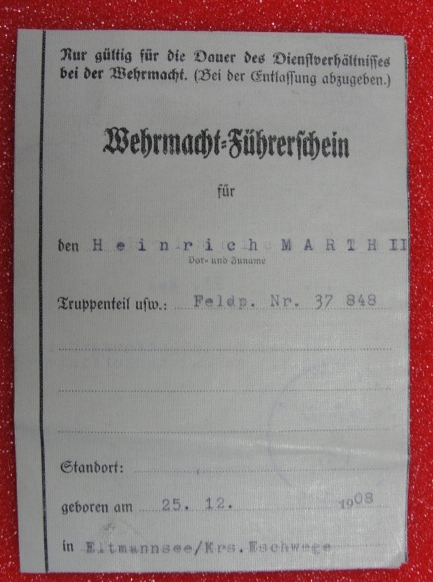 Nur gültig für die Dauer des Dienstverhältnisses
bei der Wehrmacht. (Bei der Entlassung abzugeben.)
Wehrmacht-Führerschein
für
den Heinrich MARTH II
Vor- und Zuname
Truppenteil usw.: Feldp. Nr. 37 848
Standort:
geboren am 25. 12. 1908
in Eltmannsee/Krs. Eschwege